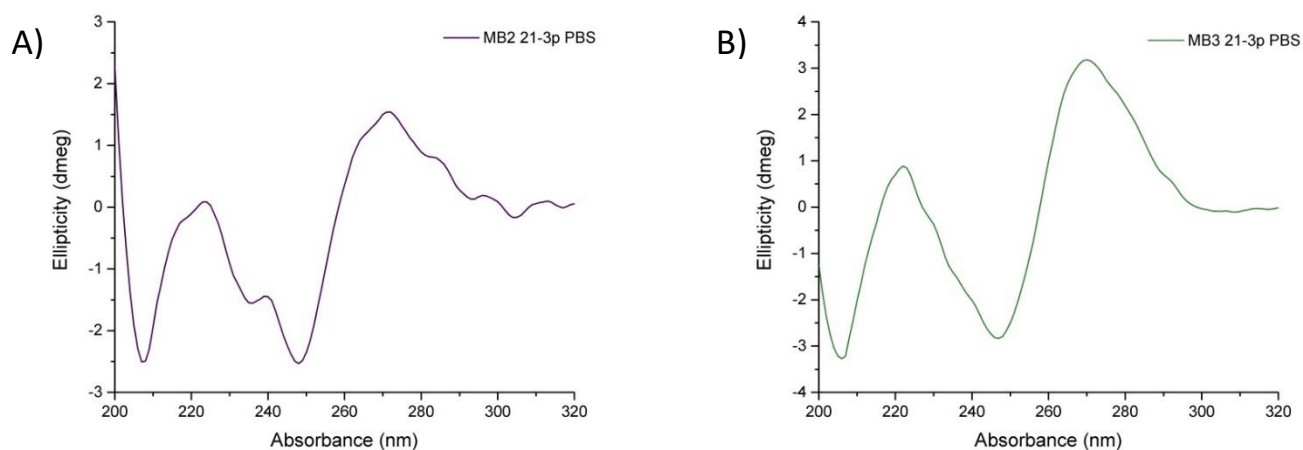 A)
MB2 21-3p PBS
Ellipticity (dmeg)
3
2
1
0
-1
-2
-3
200 220 240 260 280 300 320
Absorbance (nm)
B)
MB3 21-3p PBS
Ellipticity (dmeg)
4
3
2
1
0
-1
-2
-3
-4
200 220 240 260 280 300 320
Absorbance (nm)